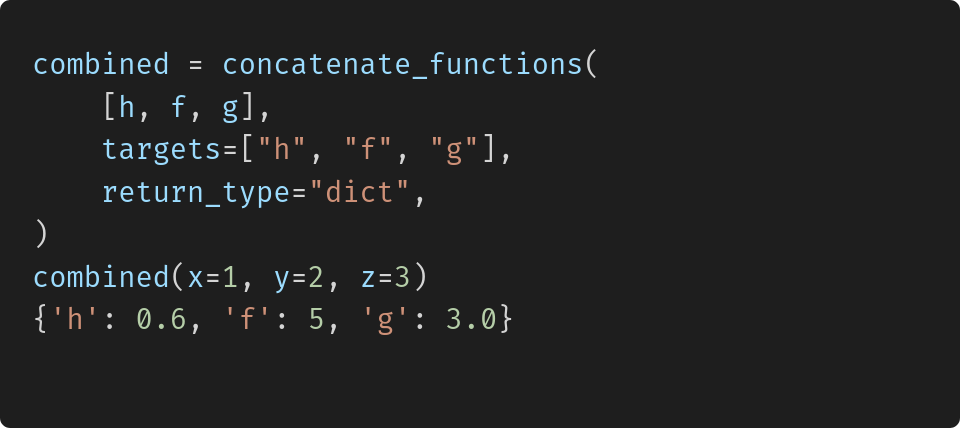 combined = concatenate_functions(
    [h, f, g],
    targets=["h", "f", "g"],
    return_type="dict",
)
combined(x=1, y=2, z=3)
{'h': 0.6, 'f': 5, 'g': 3.0}